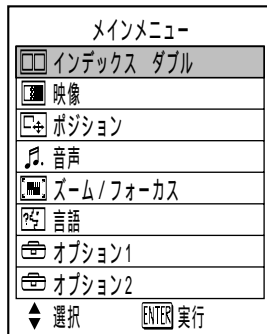 メインメニュー
インデックス ダブル
映像
ポジション
音声
ズーム/フォーカス
言語
オプション1
オプション2
選択 ENTER 実行